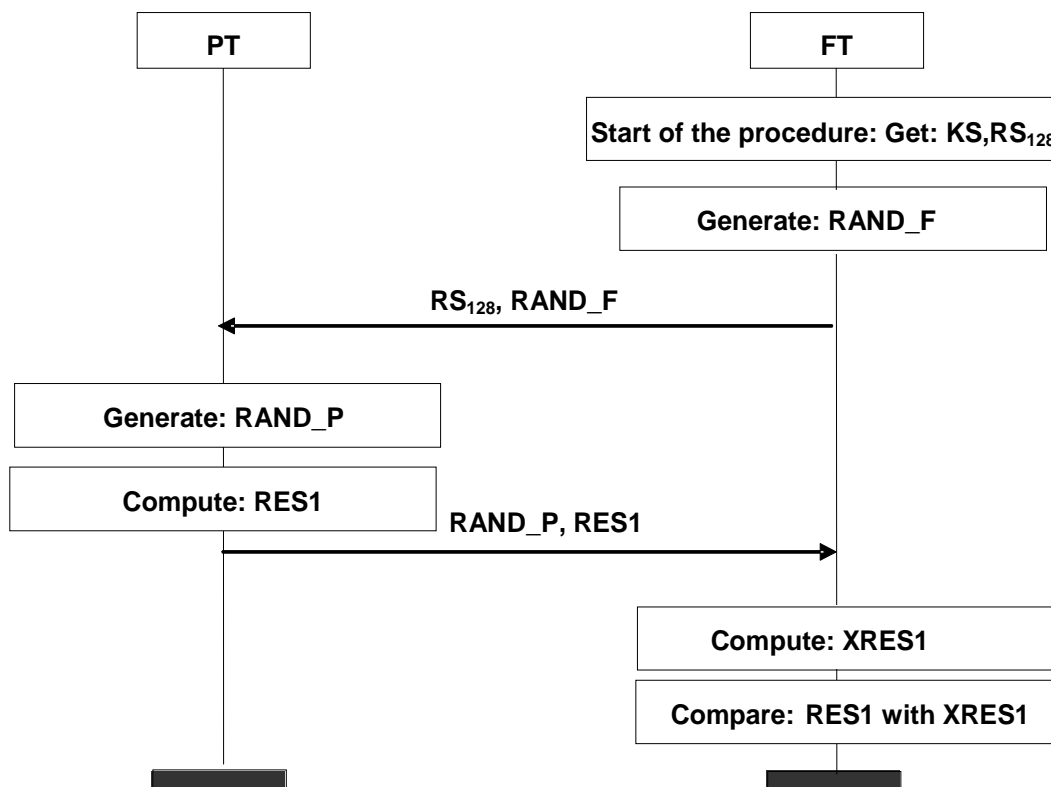 PT
FT
Start of the procedure: Get: KS,RS₁₂₈
Generate: RAND_F
RS₁₂₈, RAND_F
Generate: RAND_P
Compute: RES1
RAND_P, RES1
Compute: XRES1
Compare: RES1 with XRES1